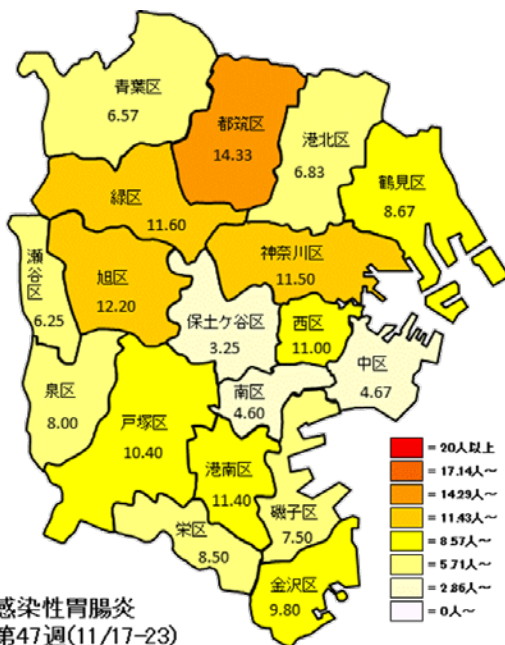 青葉区
6.57
都筑区
14.33
港北区
6.83
鶴見区
8.67
緑区
11.60
神奈川区
11.50
瀬谷区
6.25
旭区
12.20
保土ケ谷区
3.25
西区
11.00
中区
4.67
泉区
8.00
戸塚区
10.40
南区
4.60
港南区
11.40
磯子区
7.50
栄区
8.50
金沢区
9.80
= 20人以上
= 17.14人～
= 14.29人～
= 11.43人～
= 8.57人～
= 5.71人～
= 2.86人～
= 0人～
感染性胃腸炎
第47週(11/17-23)